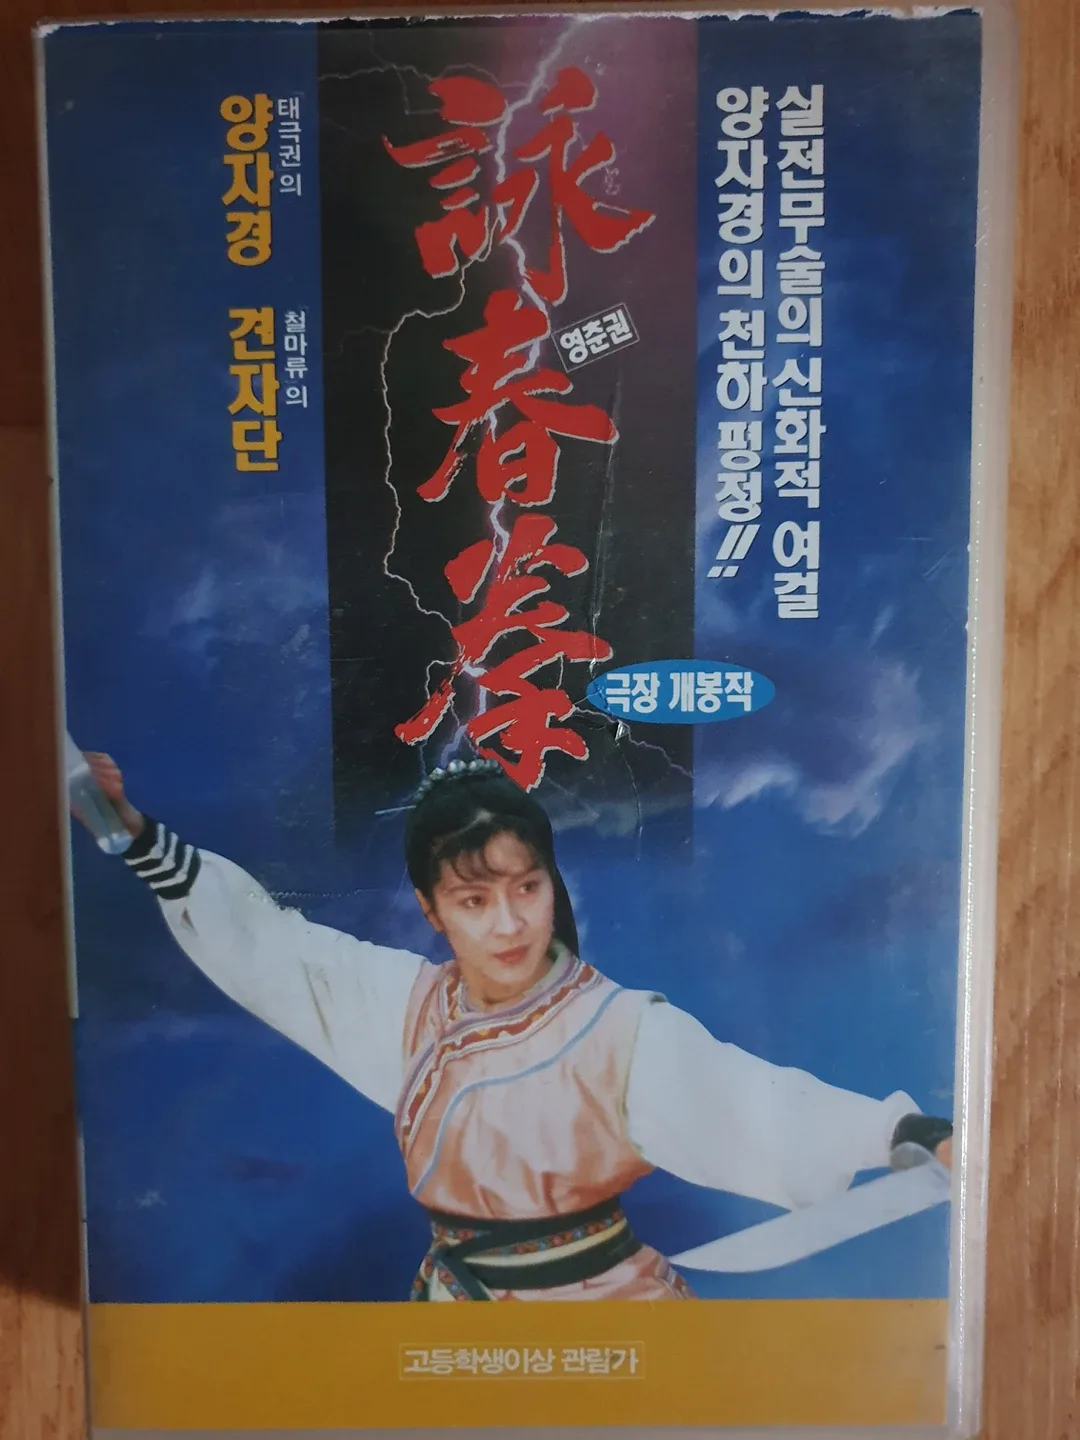 실전무술의 신화적 여걸
양자경의 천하 평정!!
詠春拳
영춘권
『태극권』의
양자경
『철마류』의
견자단
극장 개봉작
고등학생이상 관람가